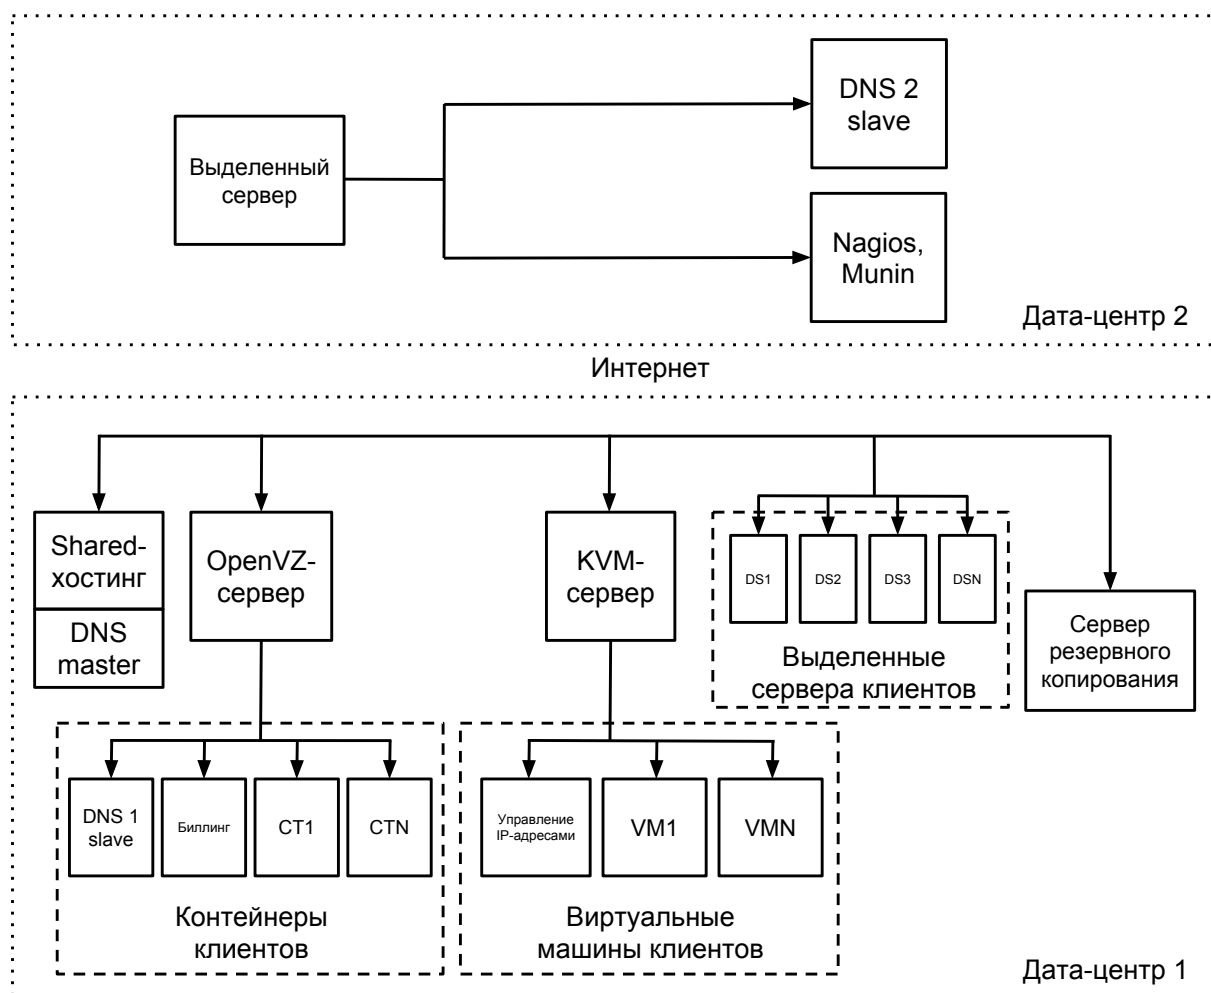 DNS 2
slave
Выделенный
сервер
Nagios,
Munin
Дата-центр 2
Интернет
Shared-
хостинг
DNS
master
OpenVZ-
сервер
KVM-
сервер
DS1
DS2
DS3
DSN
Выделенные
сервера клиентов
Сервер
резервного
копирования
DNS 1
slave
Биллинг
CT1
CTN
Контейнеры
клиентов
Управление
IP-адресами
VM1
VMN
Виртуальные
машины клиентов
Дата-центр 1